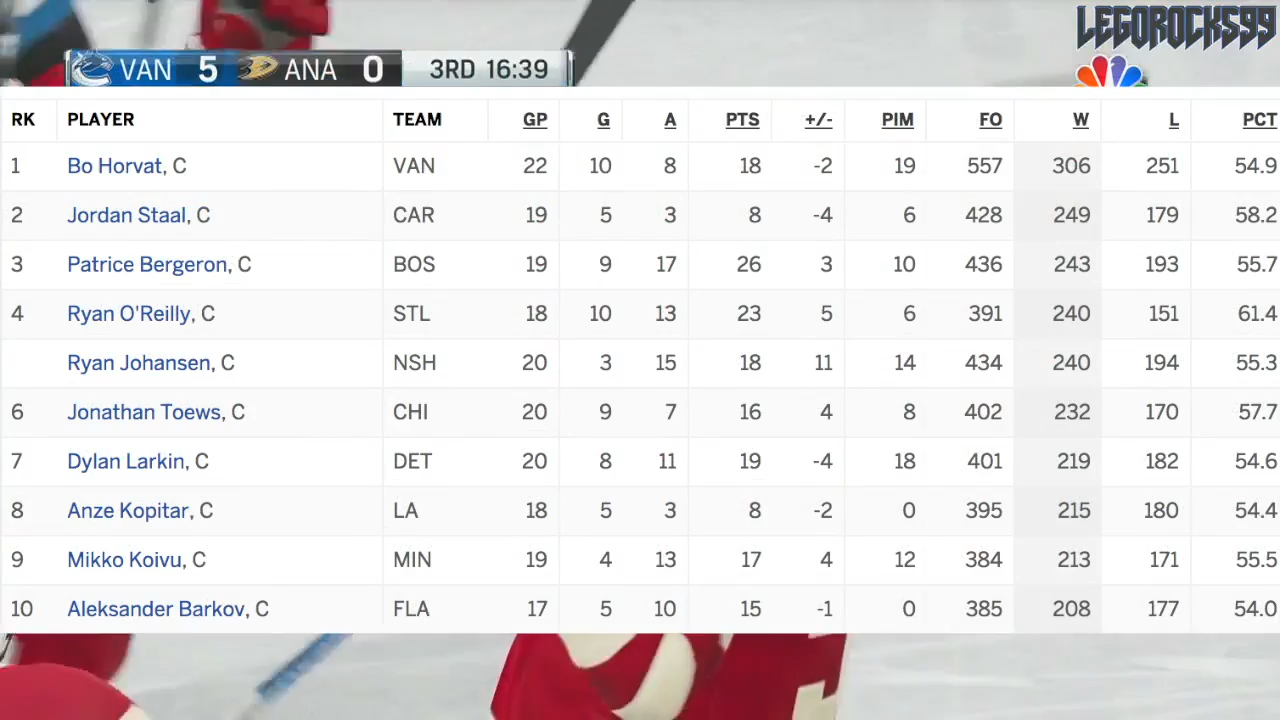 LEGOROCKS99
VAN 5 ANA 0 3RD 16:39
RK PLAYER TEAM GP G A PTS +/- PIM FO W L PCT
1 Bo Horvat, C VAN 22 10 8 18 -2 19 557 306 251 54.9
2 Jordan Staal, C CAR 19 5 3 8 -4 6 428 249 179 58.2
3 Patrice Bergeron, C BOS 19 9 17 26 3 10 436 243 193 55.7
4 Ryan O'Reilly, C STL 18 10 13 23 5 6 391 240 151 61.4
Ryan Johansen, C NSH 20 3 15 18 11 14 434 240 194 55.3
6 Jonathan Toews, C CHI 20 9 7 16 4 8 402 232 170 57.7
7 Dylan Larkin, C DET 20 8 11 19 -4 18 401 219 182 54.6
8 Anze Kopitar, C LA 18 5 3 8 -2 0 395 215 180 54.4
9 Mikko Koivu, C MIN 19 4 13 17 4 12 384 213 171 55.5
10 Aleksander Barkov, C FLA 17 5 10 15 -1 0 385 208 177 54.0